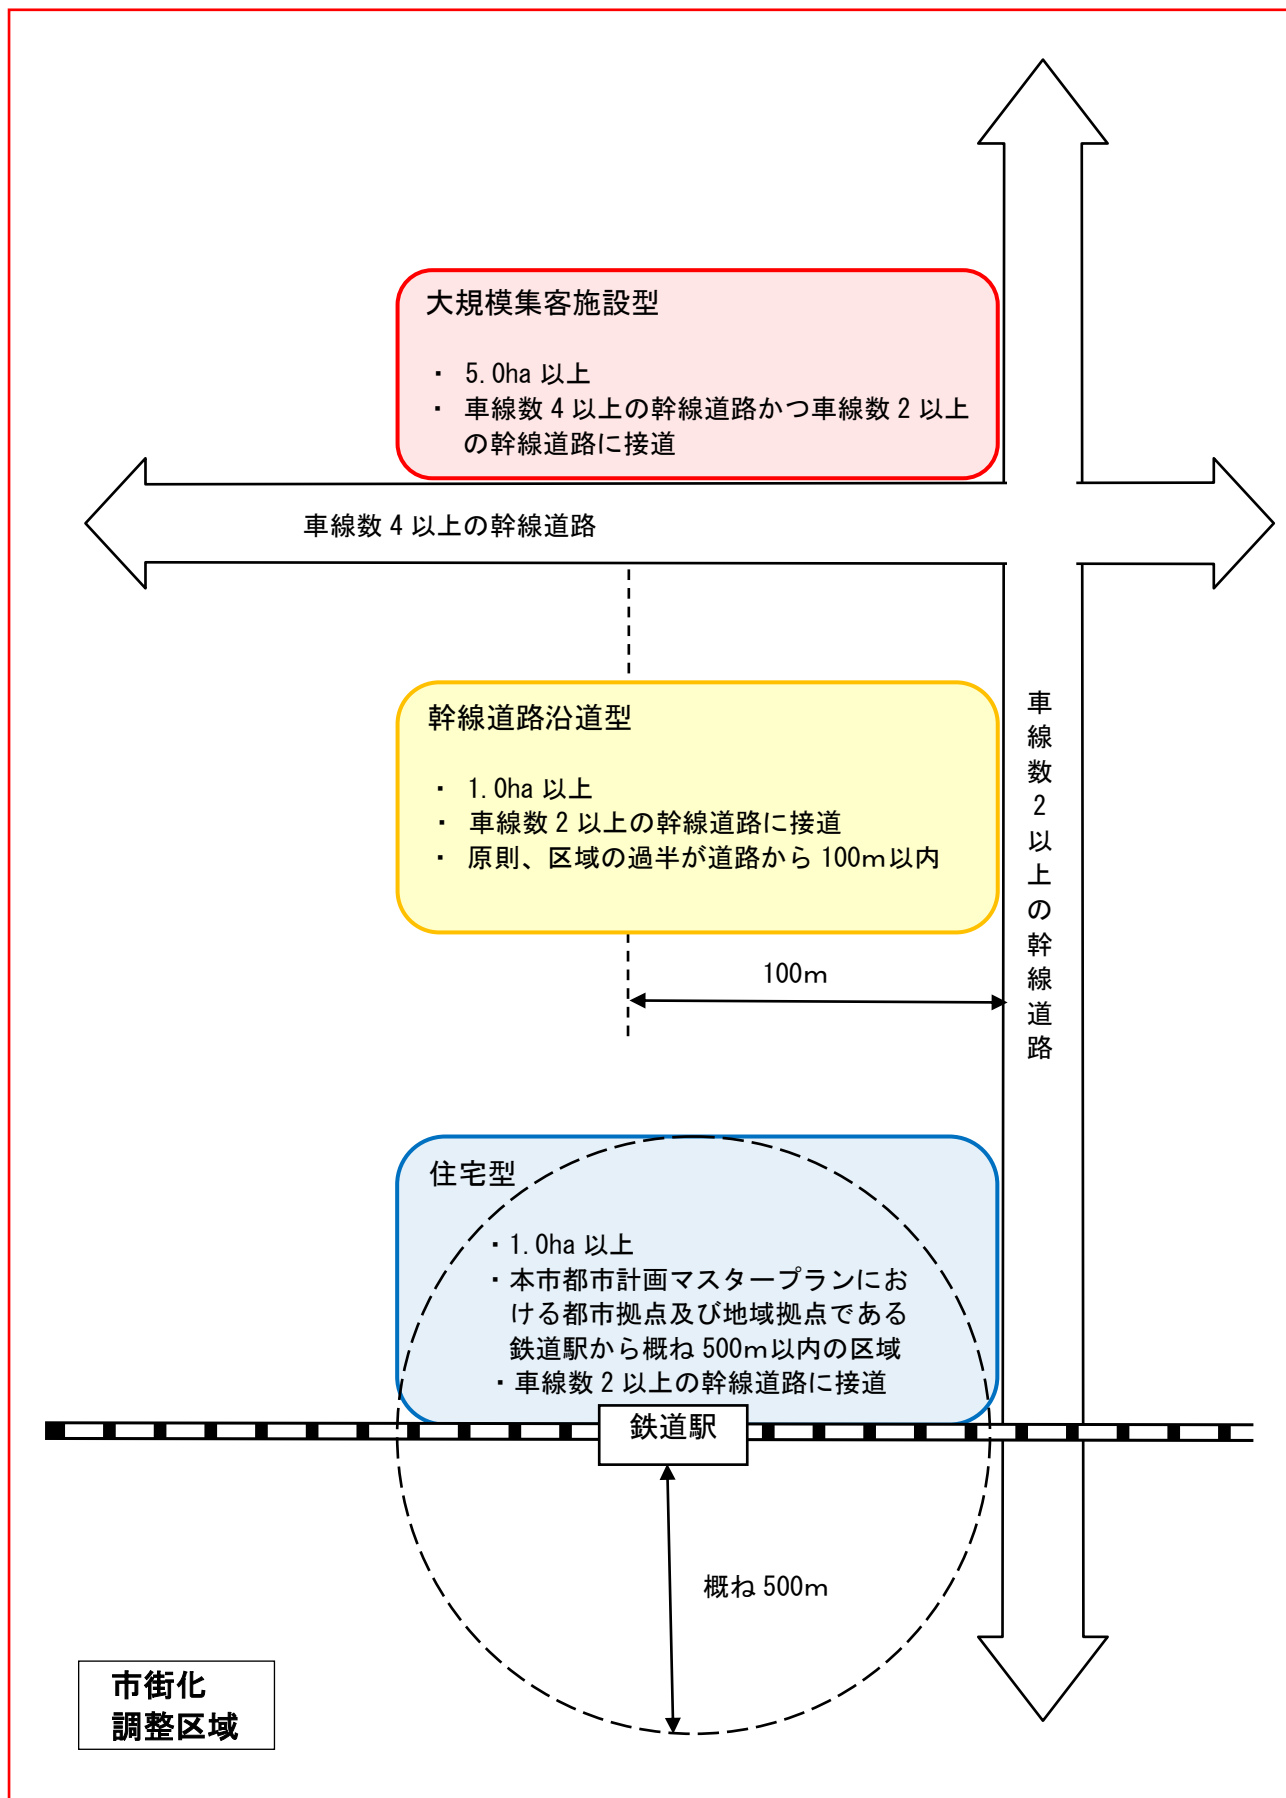 大規模集客施設型
・ 5.0ha 以上
・ 車線数 4 以上の幹線道路かつ車線数 2 以上
の幹線道路に接道
車線数 4 以上の幹線道路
幹線道路沿道型
・ 1.0ha 以上
・ 車線数 2 以上の幹線道路に接道
・ 原則、区域の過半が道路から 100m以内
車線数2以上の幹線道路
100m
住宅型
・1.0ha 以上
・本市都市計画マスタープランにお
ける都市拠点及び地域拠点である
鉄道駅から概ね 500m以内の区域
・車線数 2 以上の幹線道路に接道
鉄道駅
概ね 500m
市街化
調整区域